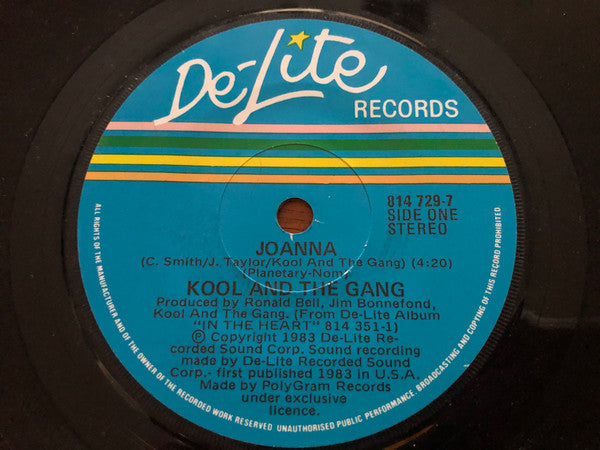 De-Lite
RECORDS
814 729-7
SIDE ONE
STEREO
JOANNA
(C. Smith/J. Taylor/Kool And The Gang) (4:20)
(Planetary-Nom)
KOOL AND THE GANG
Produced by Ronald Bell, Jim Bonnefond,
Kool And The Gang. (From De-Lite Album
"IN THE HEART" 814 351-1)
Ⓟ Copyright 1983 De-Lite Re-
corded Sound Corp. Sound recording
made by De-Lite Recorded Sound
Corp.- first published 1983 in U.S.A.
Made by PolyGram Records
under exclusive
licence.
ALL RIGHTS OF THE MANUFACTURER AND OF THE OWNER OF THE RECORDED WORK RESERVED UNAUTHORISED PUBLIC PERFORMANCE, BROADCASTING AND COPYING OF THIS RECORD PROHIBITED.